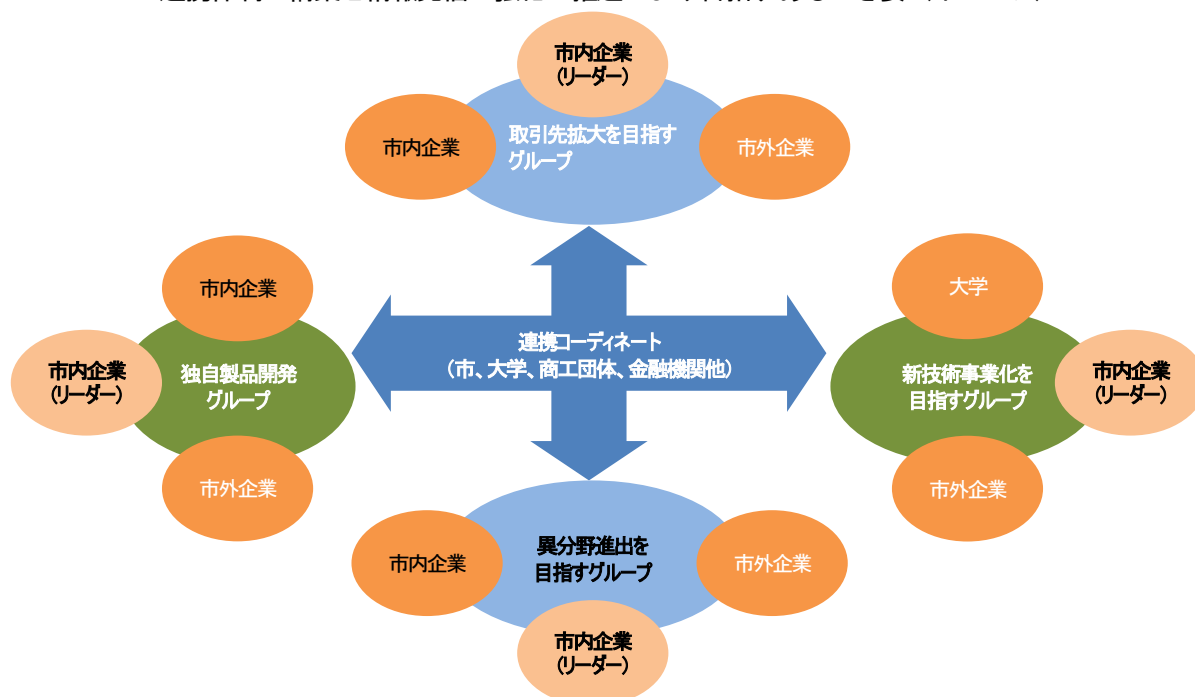 市内企業
(リーダー)
取引先拡大を目指す
グループ
市内企業
市外企業
市内企業
大学
連携コーディネート
(市、大学、商工団体、金融機関他)
市内企業
(リーダー)
独自製品開発
グループ
新技術事業化を
目指すグループ
市内企業
(リーダー)
市外企業
市外企業
異分野進出を
目指すグループ
市内企業
市外企業
市内企業
(リーダー)